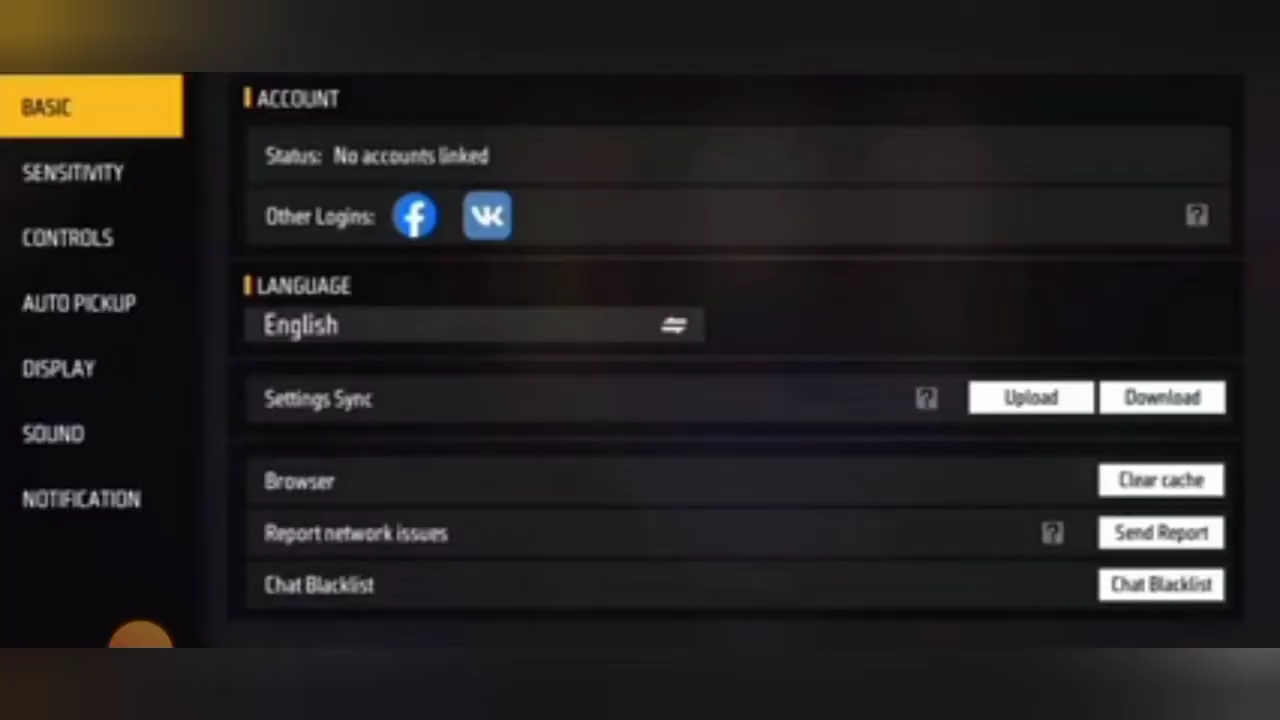 BASIC
SENSITIVITY
CONTROLS
AUTO PICKUP
DISPLAY
SOUND
NOTIFICATION
ACCOUNT
Status: No accounts linked
Other Logins: f VK ?
LANGUAGE
English
Settings Sync ? Upload Download
Browser Clear cache
Report network issues ? Send Report
Chat Blacklist Chat Blacklist